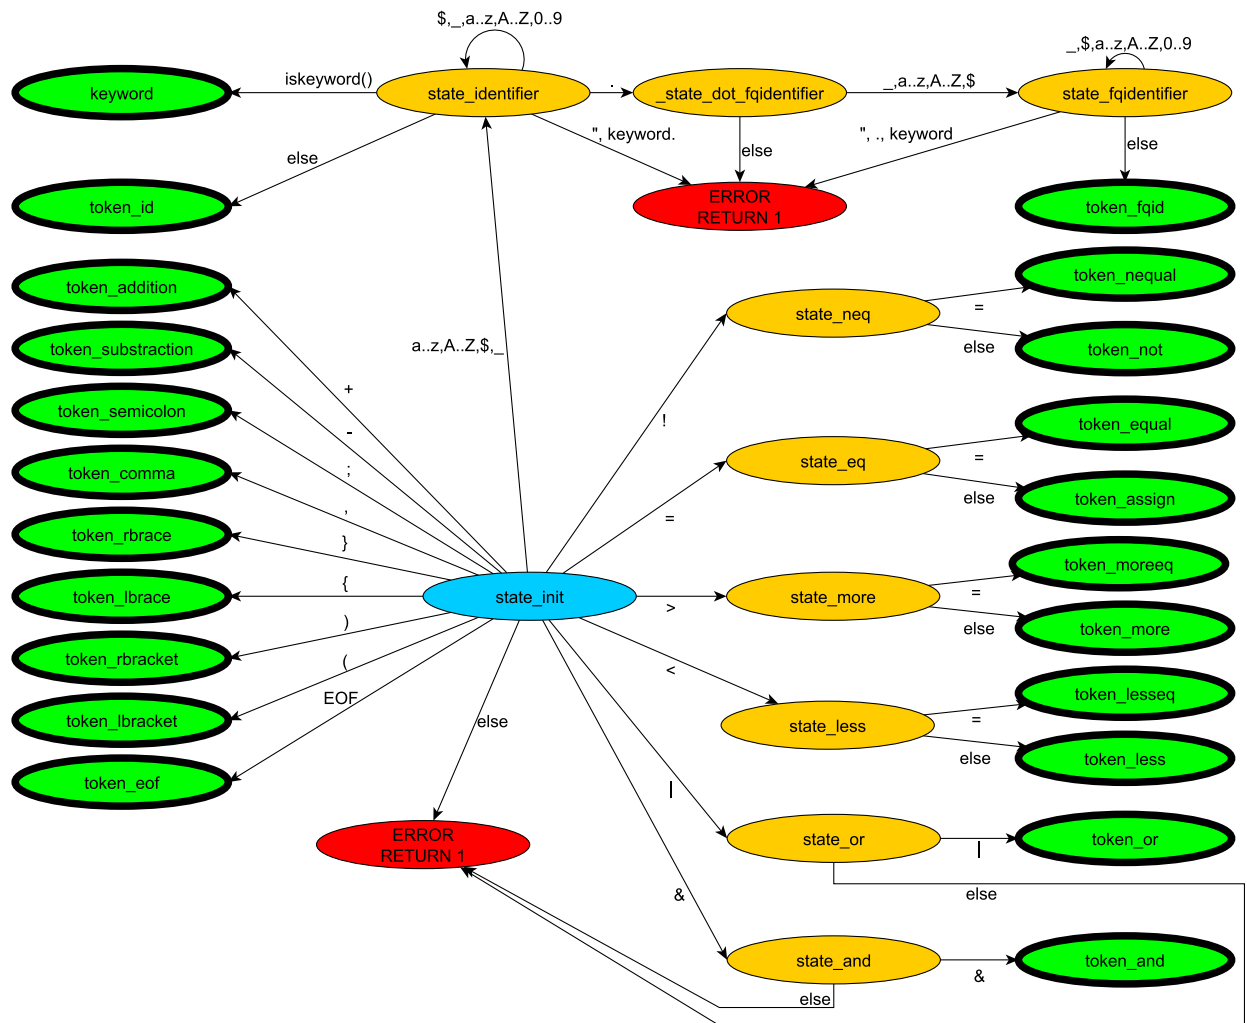 $,_,a..z,A..Z,0..9
_,$,a..z,A..Z,0..9
iskeyword()
.
_,a..z,A..Z,$
keyword
state_identifier
_state_dot_fqidentifier
state_fqidentifier
", keyword.
", ., keyword
else
else
else
ERROR
RETURN 1
token_id
token_fqid
token_addition
token_nequal
state_neq
=
else
token_substraction
a..z,A..Z,$,_
token_not
+
-
!
token_semicolon
token_equal
state_eq
=
else
;
token_comma
token_assign
,
=
token_rbrace
}
token_moreeq
{
token_lbrace
state_init
>
state_more
=
else
)
token_more
token_rbracket
(
<
EOF
token_lesseq
token_lbracket
else
state_less
=
else
token_less
token_eof
|
ERROR
RETURN 1
state_or
|
token_or
else
&
state_and
&
token_and
else